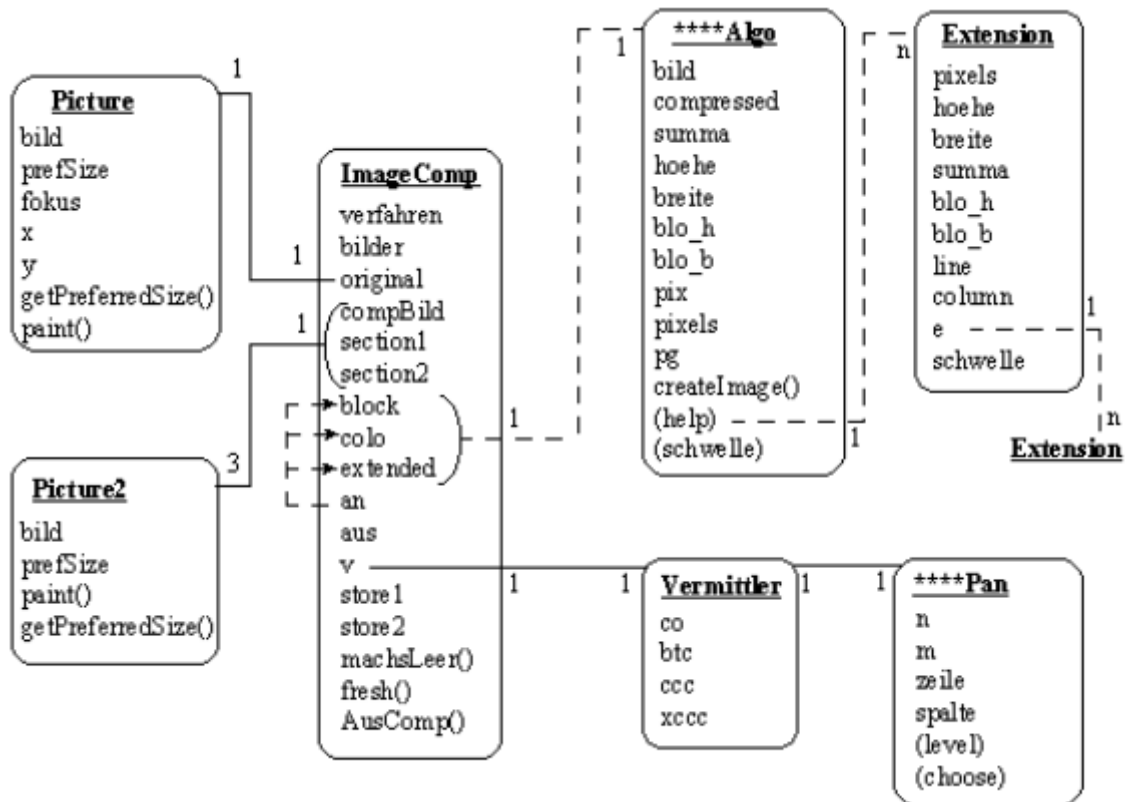 Picture
bild
prefSize
fokus
x
y
getPreferredSize()
paint()
1
Picture2
bild
prefSize
paint()
getPreferredSize()
3
ImageComp
verfahren
bilder
original
compBild
section1
section2
block
colo
extended
an
aus
v
store1
store2
machsLeer()
fresh()
AusComp()
1
1
1
1
****Algo
bild
compressed
summa
hoehe
breite
blo_h
blo_b
pix
pixels
pg
createImage()
(help)
(schwelle)
1
1
Extension
pixels
hoehe
breite
summa
blo_h
blo_b
line
column
e
schwelle
n
1
n
Extension
Vermittler
co
btc
ccc
xccc
1
1
****Pan
n
m
zeile
spalte
(level)
(choose)
1